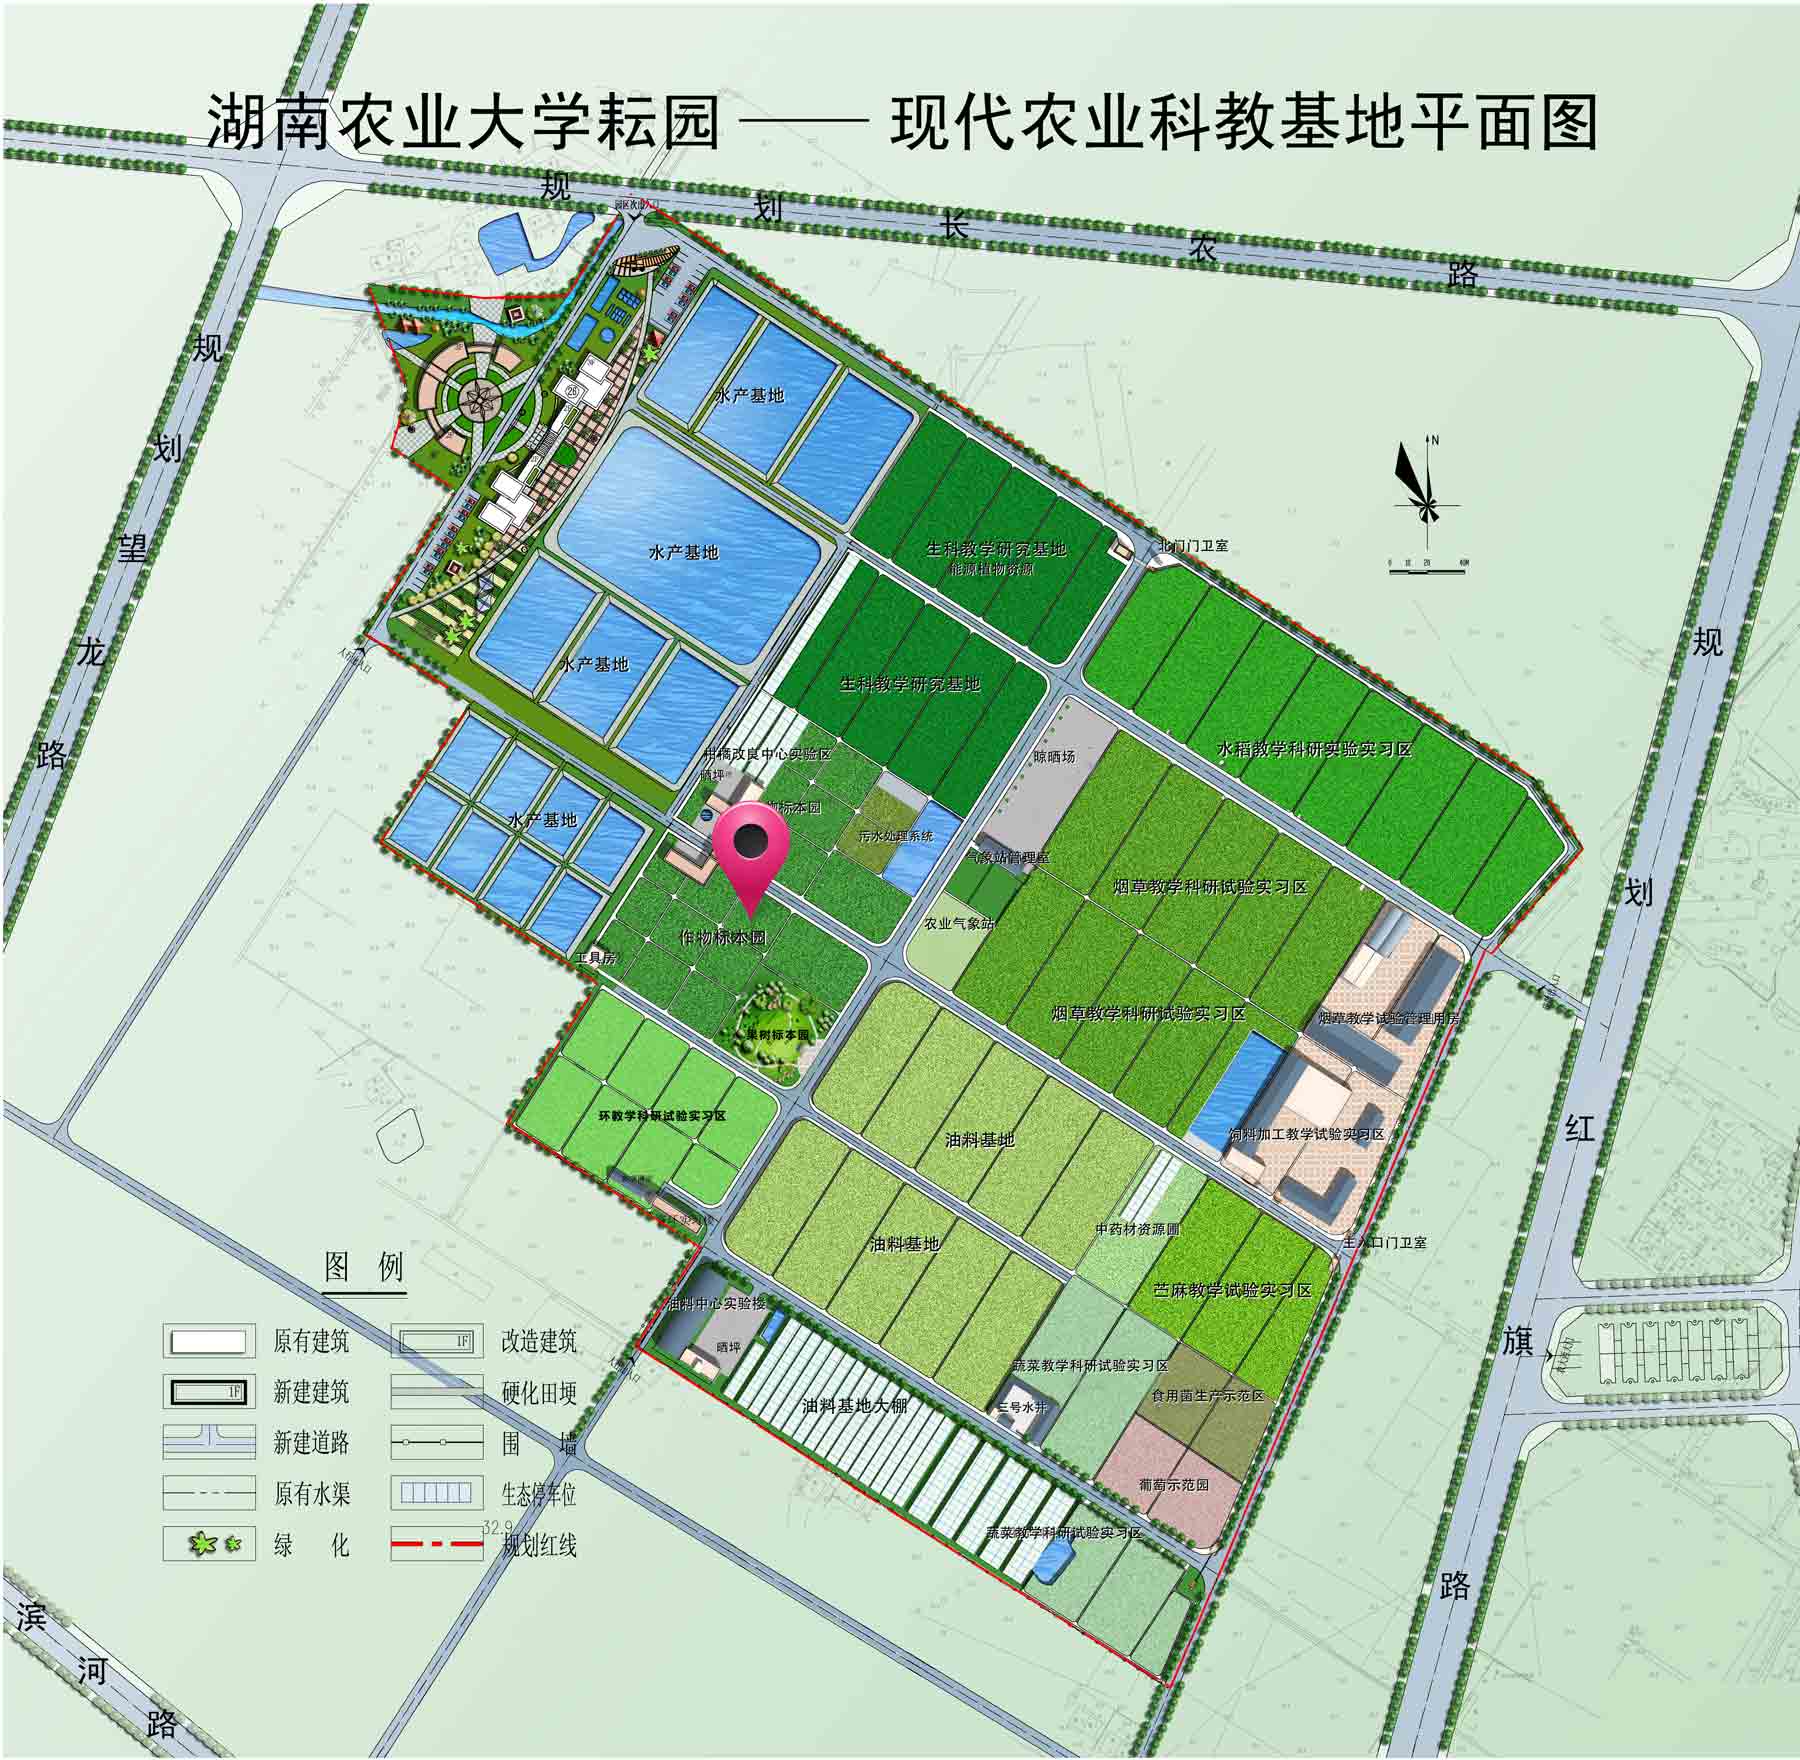 湖南农业大学耘园——现代农业科教基地平面图
规划长农路
园区次出入口
规划望龙路
规划红旗路
滨河路
N
0 10 20 40M
水产基地
水产基地
水产基地
水产基地
生科教学研究基地
能源植物资源
北门门卫室
生科教学研究基地
人行出入口
柑橘改良中心实验区
晒坪
物标本园
污水处理系统
晾晒场
水稻教学科研实验实习区
气象站管理室
农业气象站
烟草教学科研试验实习区
烟草教学科研试验实习区
烟草教学试验管理用房
作物标本园
工具房
果树标本园
环教学科研试验实习区
油料基地
饲料加工教学试验实习区
油料基地
中药材资源圃
主入口门卫室
苎麻教学试验实习区
油料中心实验楼
晒坪
蔬菜教学科研试验实习区
食用菌生产示范区
油料基地大棚
三号水井
葡萄示范园
蔬菜教学科研试验实习区
图 例
原有建筑
1F 改造建筑
1F 新建建筑
硬化田埂
新建道路
围 墙
原有水渠
生态停车位
绿 化
32.9
规划红线